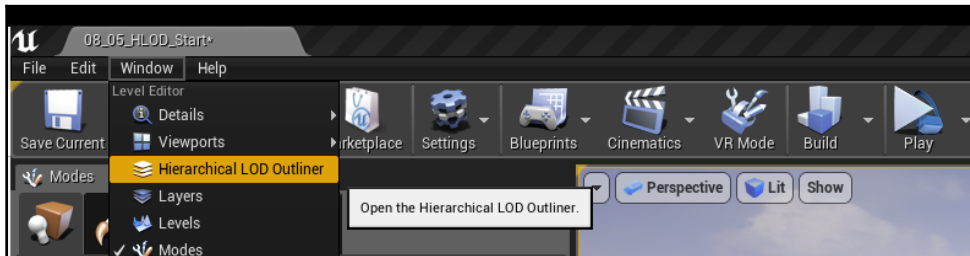 08_05_HLOD_Start*
File Edit Window Help
Level Editor
Details
Viewports
Hierarchical LOD Outliner
Layers
Levels
Modes
Save Current
rketplace Settings Blueprints Cinematics VR Mode Build Play
Modes
Open the Hierarchical LOD Outliner.
Perspective Lit Show